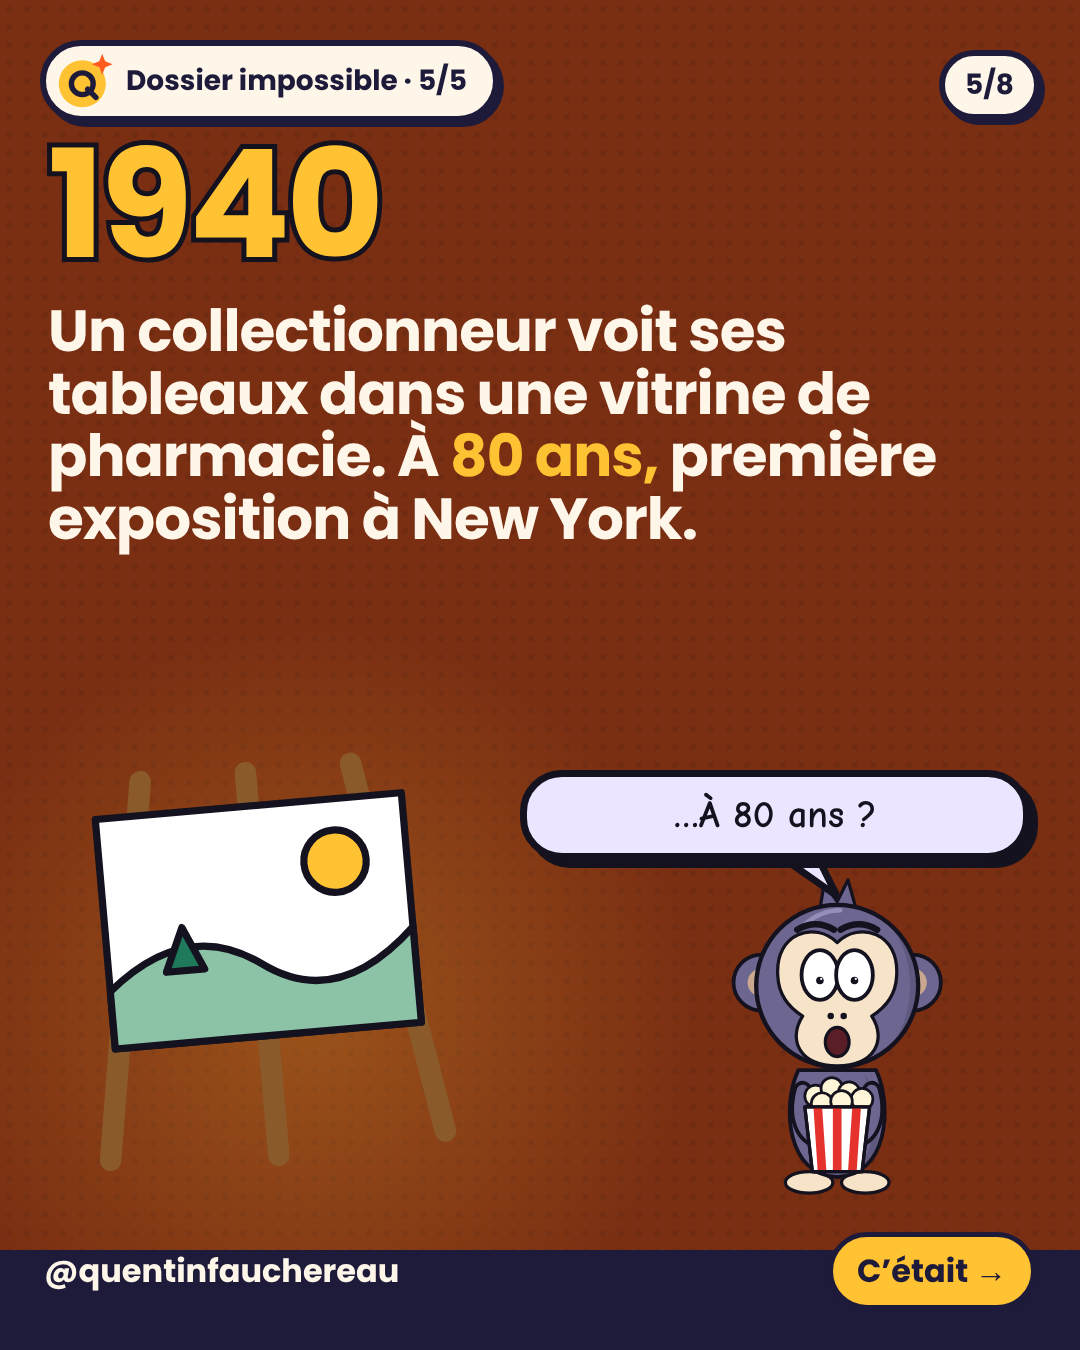 Q Dossier impossible · 5/5
5/8
1940
Un collectionneur voit ses
tableaux dans une vitrine de
pharmacie. À 80 ans, première
exposition à New York.
...À 80 ans ?
@quentinfauchereau
C’était →